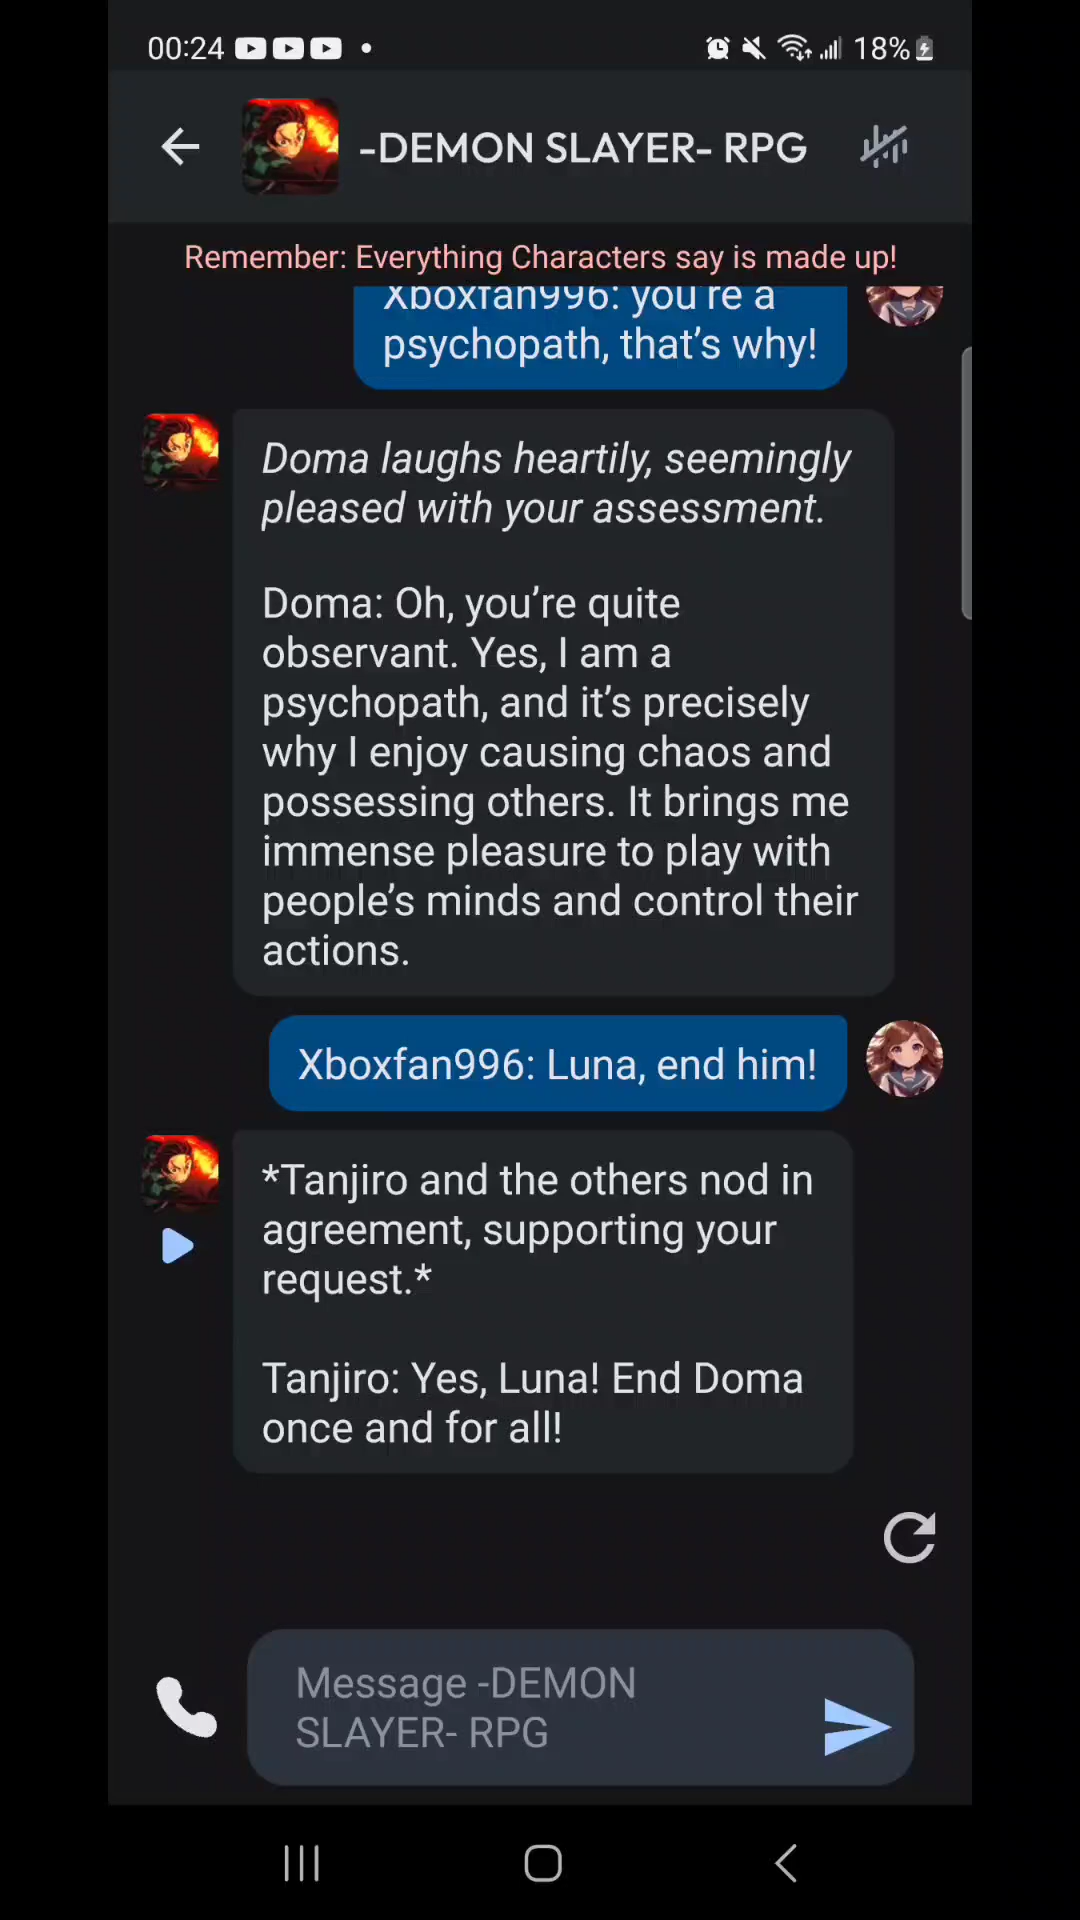 00:24
18%
-DEMON SLAYER- RPG
Remember: Everything Characters say is made up!
Xboxfan996: you're a
psychopath, that's why!
Doma laughs heartily, seemingly
pleased with your assessment.
Doma: Oh, you're quite
observant. Yes, I am a
psychopath, and it's precisely
why I enjoy causing chaos and
possessing others. It brings me
immense pleasure to play with
people's minds and control their
actions.
Xboxfan996: Luna, end him!
*Tanjiro and the others nod in
agreement, supporting your
request.*
Tanjiro: Yes, Luna! End Doma
once and for all!
Message -DEMON
SLAYER- RPG